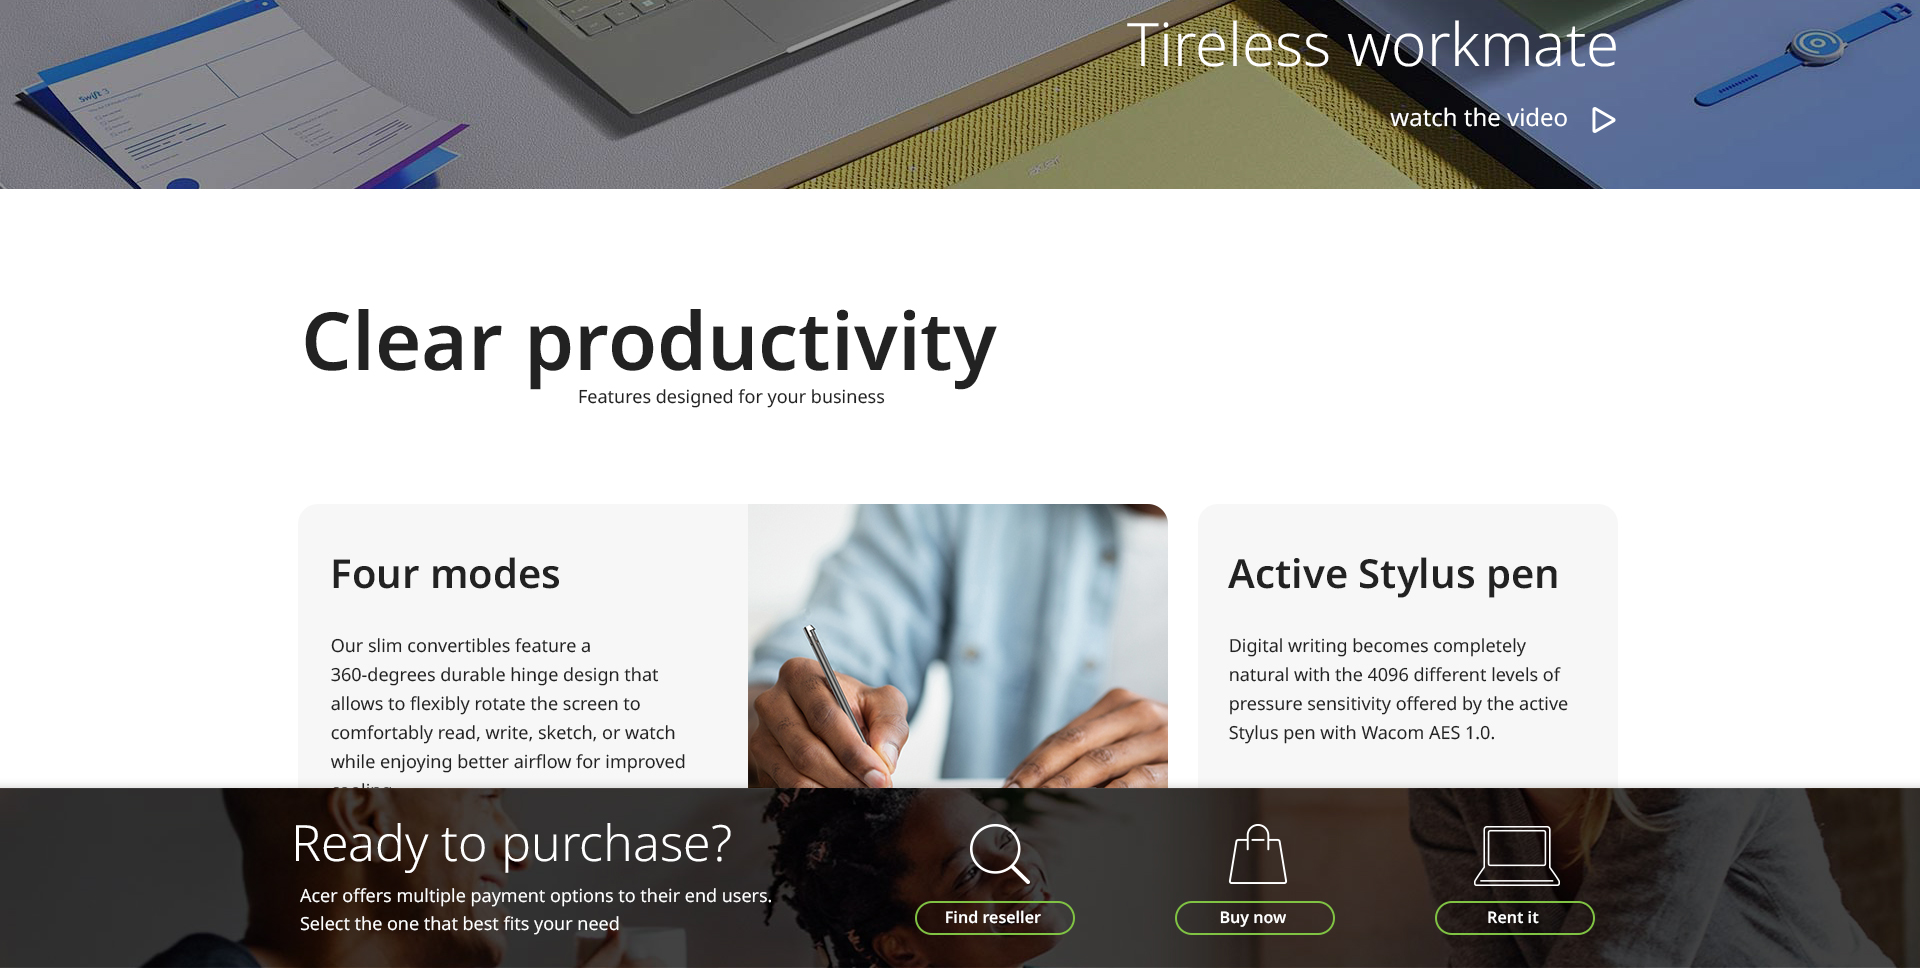 Swift 3
Tireless workmate
watch the video
acer
Clear productivity
Features designed for your business
Four modes
Our slim convertibles feature a
360-degrees durable hinge design that
allows to flexibly rotate the screen to
comfortably read, write, sketch, or watch
while enjoying better airflow for improved
Active Stylus pen
Digital writing becomes completely
natural with the 4096 different levels of
pressure sensitivity offered by the active
Stylus pen with Wacom AES 1.0.
Ready to purchase?
Acer offers multiple payment options to their end users.
Select the one that best fits your need
Find reseller
Buy now
Rent it